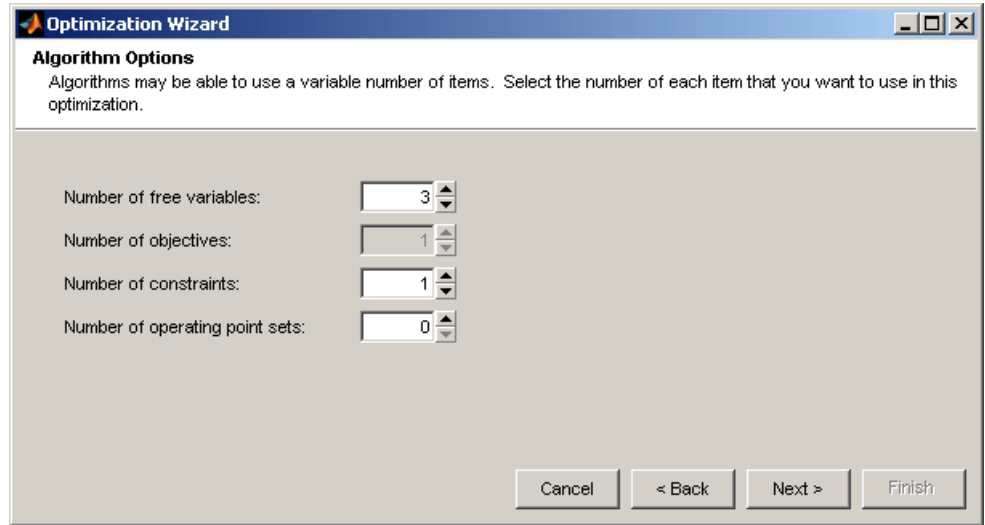 Optimization Wizard
Algorithm Options
Algorithms may be able to use a variable number of items. Select the number of each item that you want to use in this
optimization.
Number of free variables: 3
Number of objectives: 1
Number of constraints: 1
Number of operating point sets: 0
Cancel < Back Next > Finish